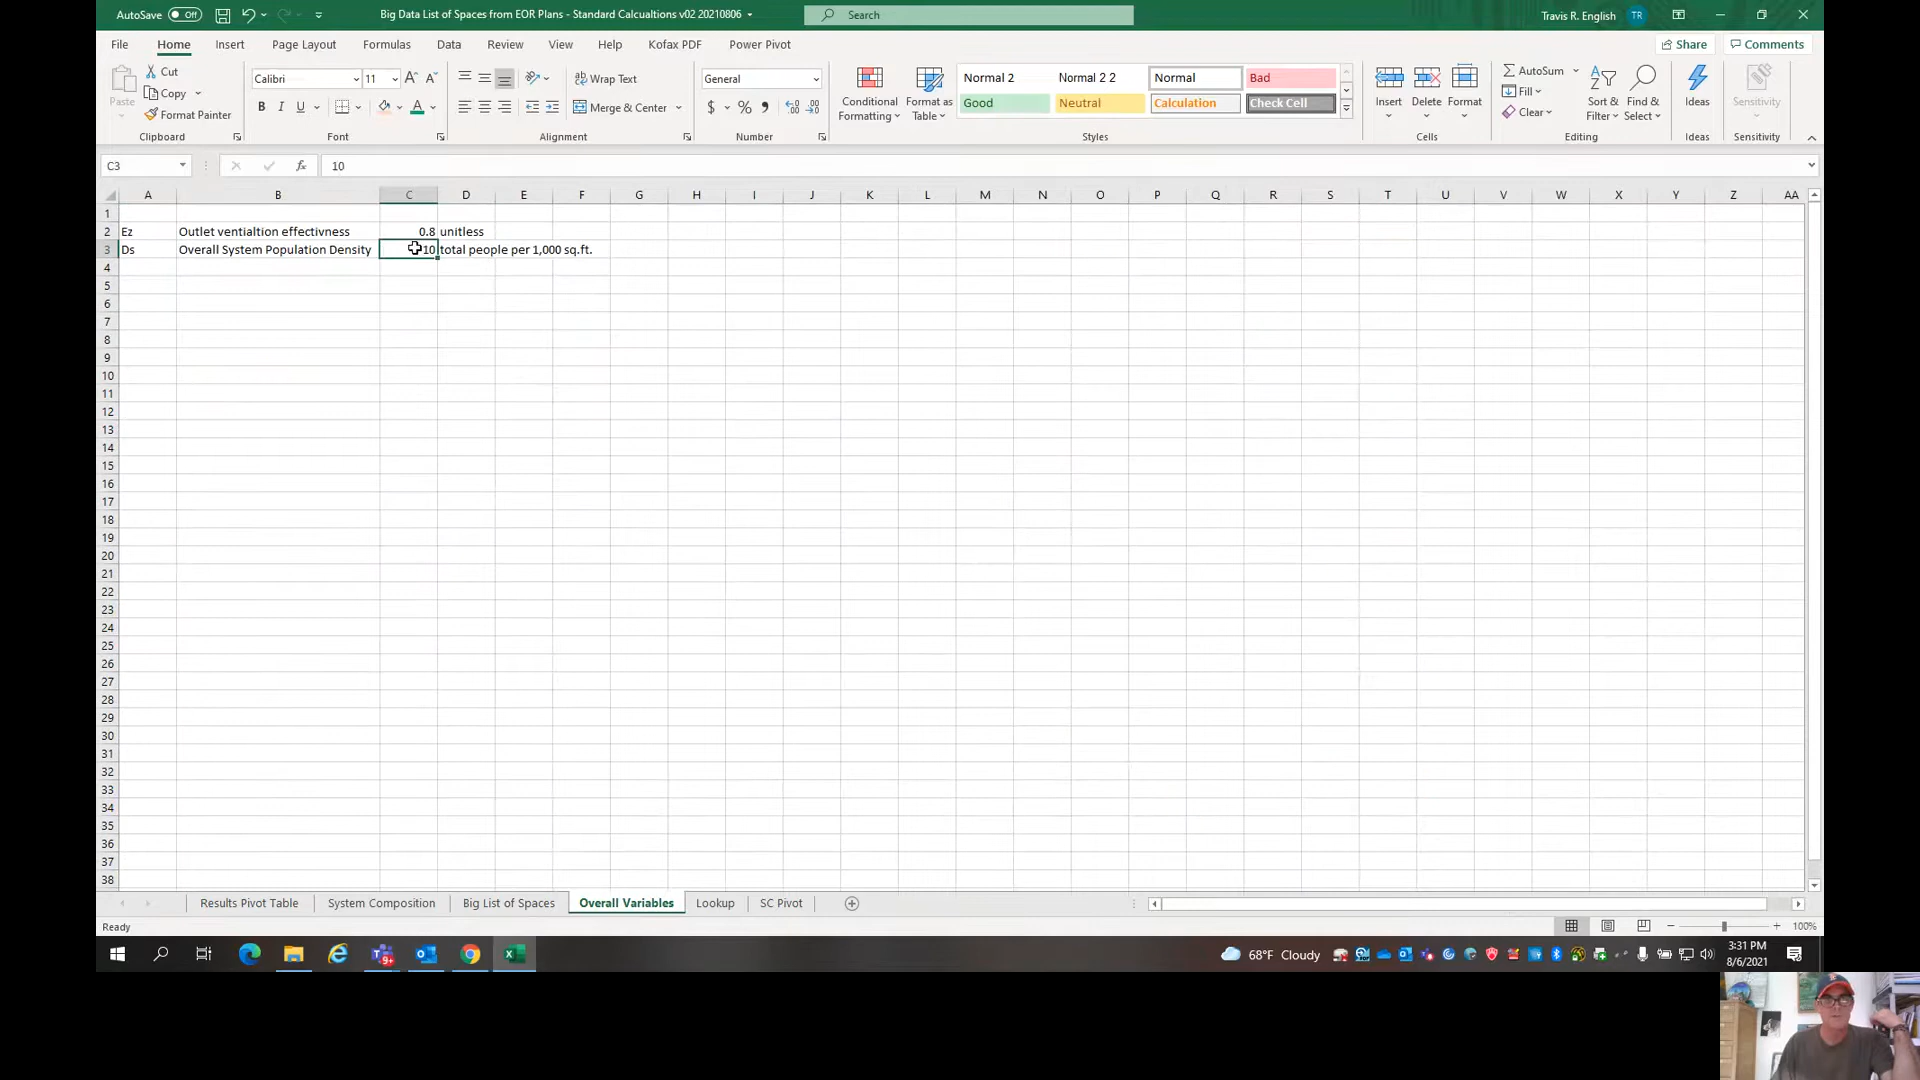 AutoSave Off Big Data List of Spaces from EOR Plans - Standard Calcualtions v02 20210806 Search Travis R. English TR
File Home Insert Page Layout Formulas Data Review View Help Kofax PDF Power Pivot Share Comments
Paste Cut Copy Format Painter Clipboard
Calibri 11 B I U A Font
Wrap Text Merge & Center Alignment
General $ % Number
Conditional Formatting Format as Table
Normal 2 Normal 2 2 Normal Bad
Good Neutral Calculation Check Cell
Styles
Insert Delete Format Cells
AutoSum Fill Clear Sort & Filter Find & Select Editing
Ideas Ideas
Sensitivity Sensitivity
C3 fx 10
A B C D E F G H I J K L M N O P Q R S T U V W X Y Z AA
1
2 Ez Outlet ventialtion effectivness 0.8 unitless
3 Ds Overall System Population Density 10 total people per 1,000 sq.ft.
4
5
6
7
8
9
10
11
12
13
14
15
16
17
18
19
20
21
22
23
24
25
26
27
28
29
30
31
32
33
34
35
36
37
38
Results Pivot Table System Composition Big List of Spaces Overall Variables Lookup SC Pivot
Ready 100%
9+ 68°F Cloudy 3:31 PM
8/6/2021